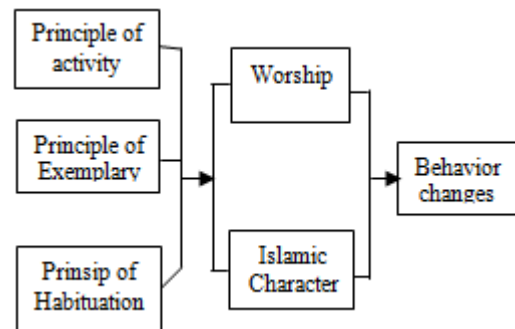 Principle of
activity
Principle of
Exemplary
Prinsip of
Habituation
Worship
Islamic
Character
Behavior
changes